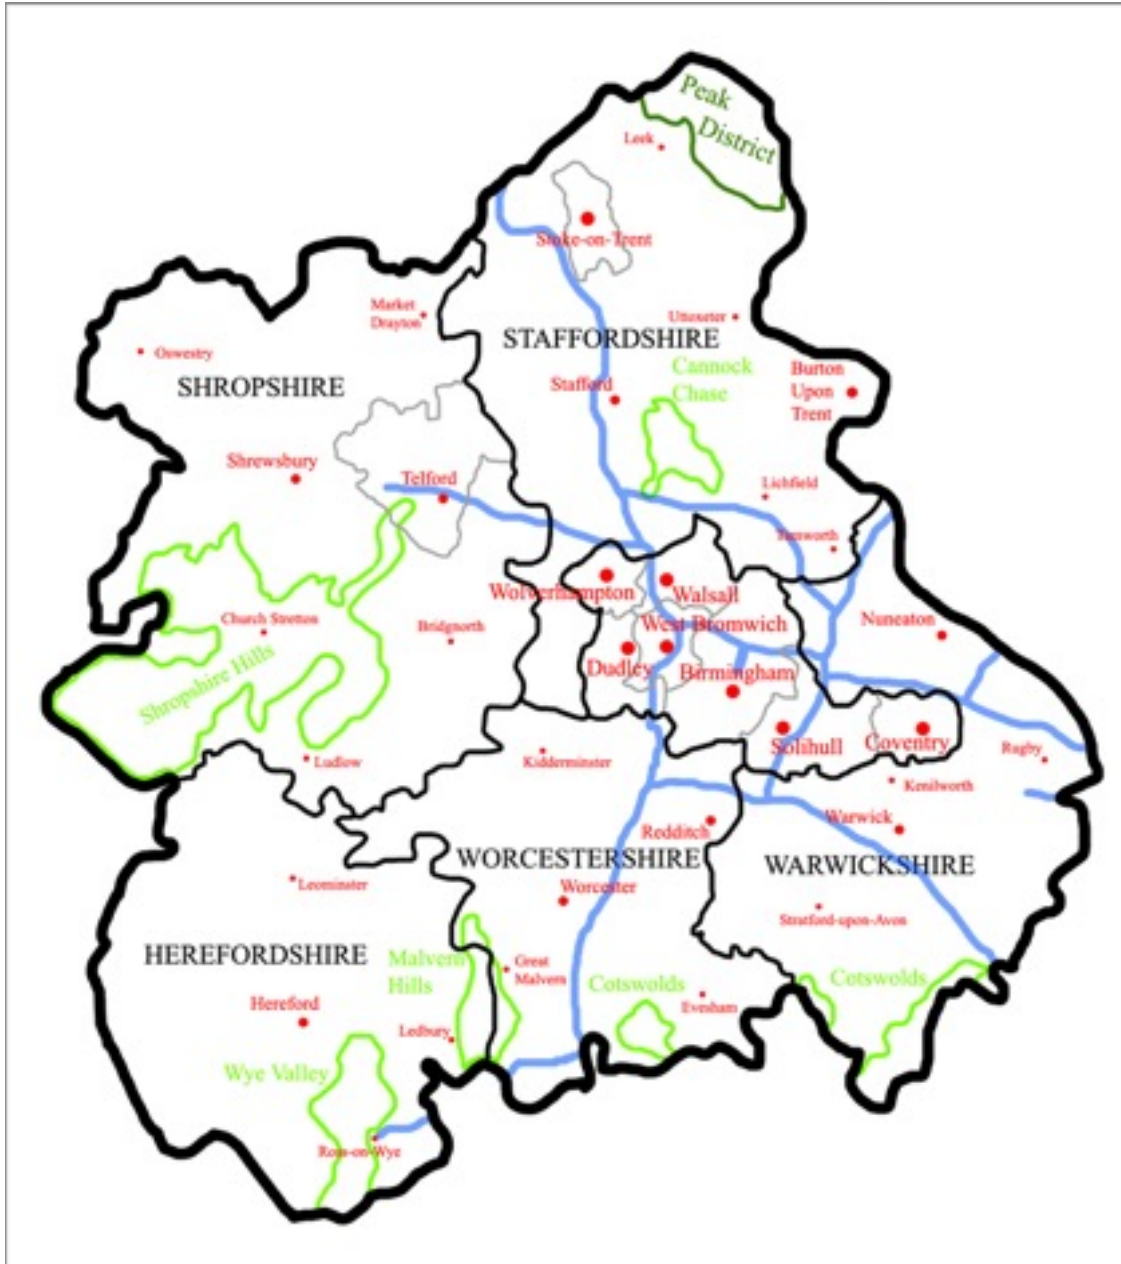 Peak
District
Leek
Stoke-on-Trent
Market
Drayton
Uttoxeter
STAFFORDSHIRE
Oswestry
Cannock
Chase
Burton
Upon
Trent
SHROPSHIRE
Stafford
Shrewsbury
Telford
Lichfield
Tamworth
Wolverhampton
Walsall
Church Stretton
Bridgnorth
West Bromwich
Nuneaton
Shropshire Hills
Dudley
Birmingham
Solihull
Coventry
Rugby
Ludlow
Kidderminster
Kenilworth
Redditch
Warwick
WORCESTERSHIRE
WARWICKSHIRE
Leominster
Worcester
Stratford-upon-Avon
HEREFORDSHIRE
Malvern
Hills
Great
Malvern
Cotswolds
Cotswolds
Hereford
Evesham
Ledbury
Wye Valley
Ross-on-Wye